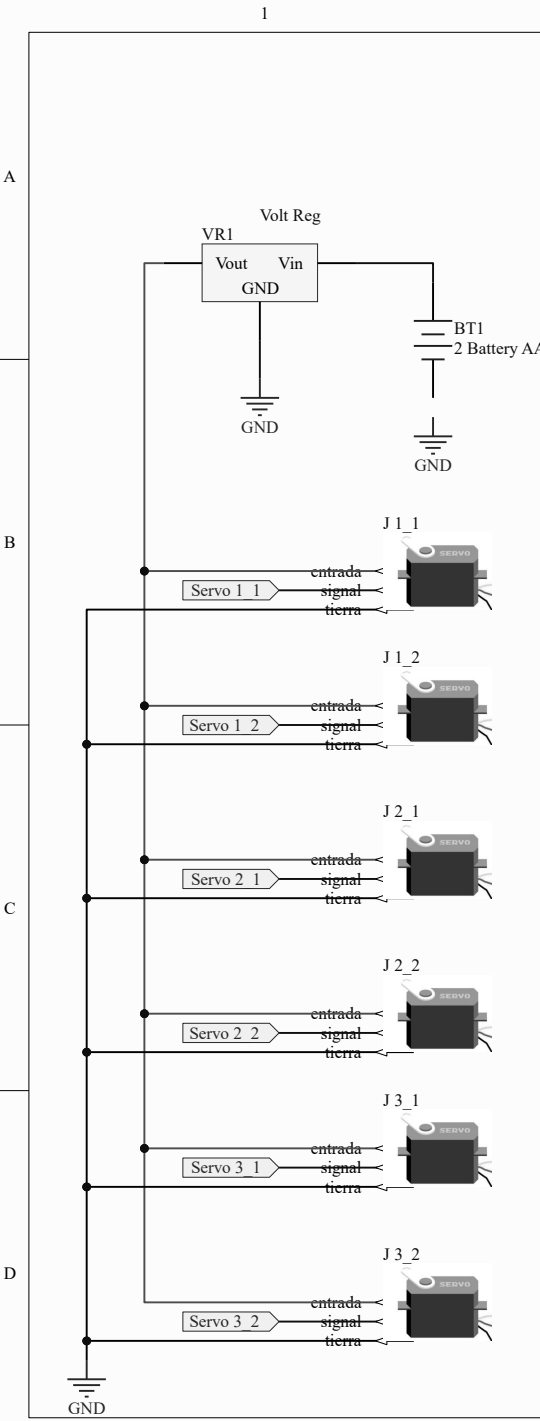 1
A
Volt Reg
VR1
Vout Vin
GND
BT1
2 Battery AA
GND
GND
B
J 1_1
SERVO
entrada
Servo 1_1 signal
tierra
J 1_2
SERVO
entrada
Servo 1_2 signal
tierra
J 2_1
SERVO
entrada
Servo 2_1 signal
tierra
C
J 2_2
SERVO
entrada
Servo 2_2 signal
tierra
J 3_1
SERVO
entrada
Servo 3_1 signal
tierra
J 3_2
D
SERVO
entrada
Servo 3_2 signal
tierra
GND